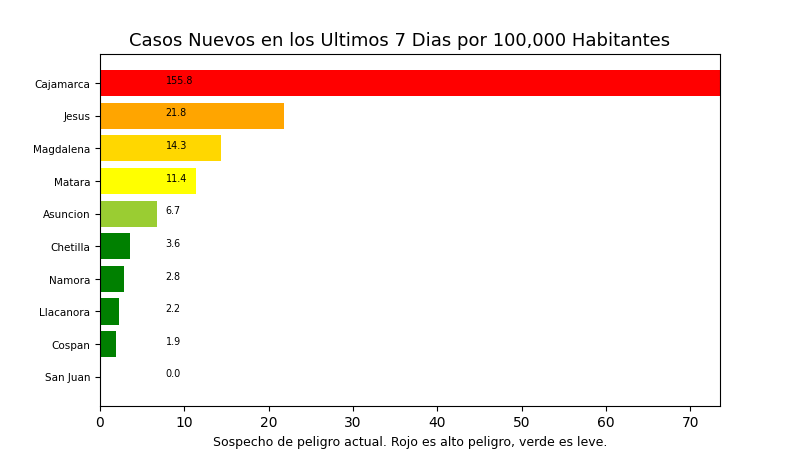 Casos Nuevos en los Ultimos 7 Dias por 100,000 Habitantes
Cajamarca 155.8
Jesus 21.8
Magdalena 14.3
Matara 11.4
Asuncion 6.7
Chetilla 3.6
Namora 2.8
Llacanora 2.2
Cospan 1.9
San Juan 0.0
0 10 20 30 40 50 60 70
Sospecho de peligro actual. Rojo es alto peligro, verde es leve.